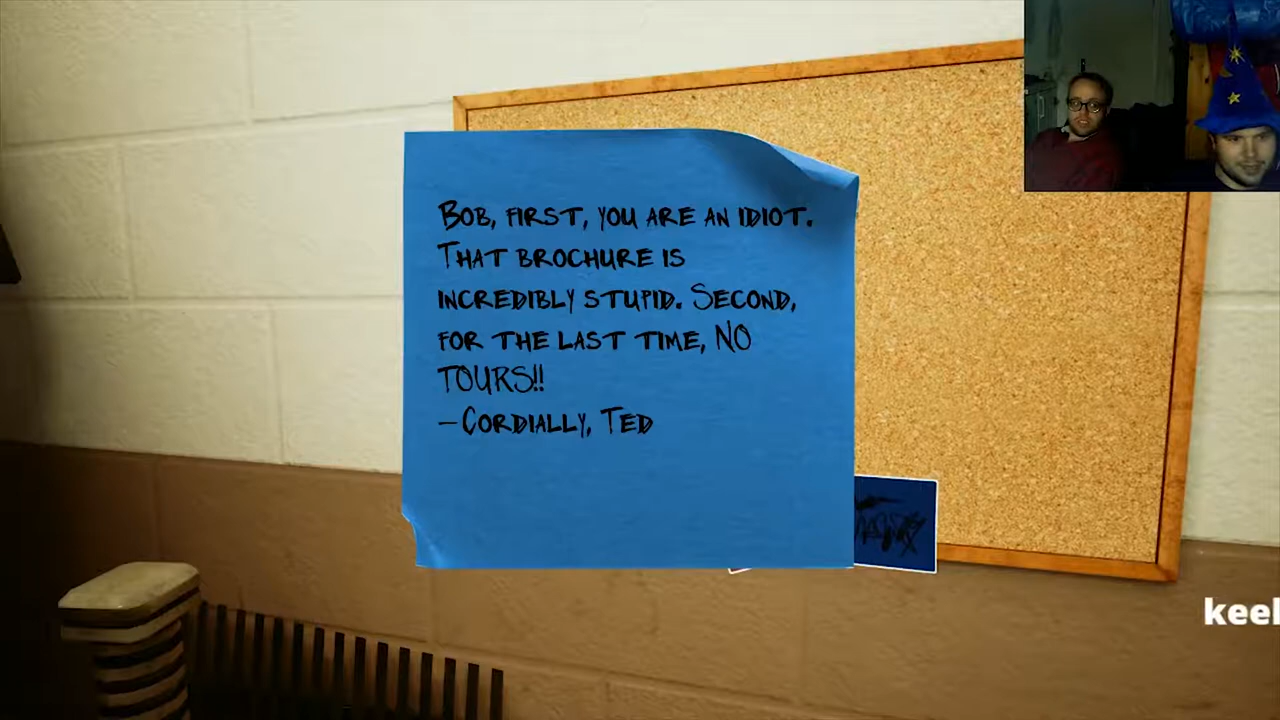 Bob, first, you are an idiot.
That brochure is
incredibly stupid. Second,
for the last time, NO
TOURS!!
-Cordially, Ted
keel